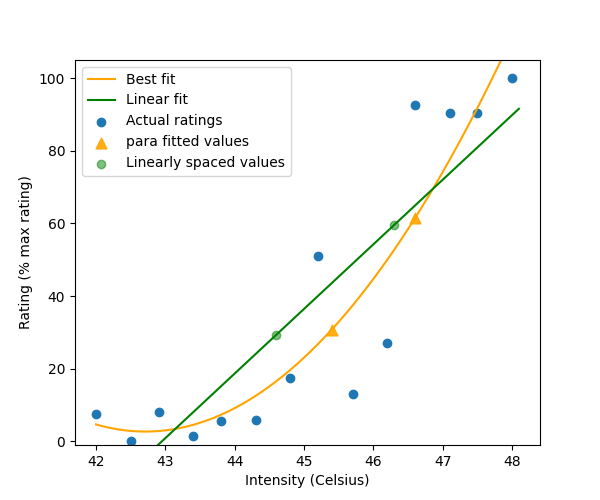 Best fit
Linear fit
Actual ratings
para fitted values
Linearly spaced values
Rating (% max rating)
100
80
60
40
20
0
42 43 44 45 46 47 48
Intensity (Celsius)